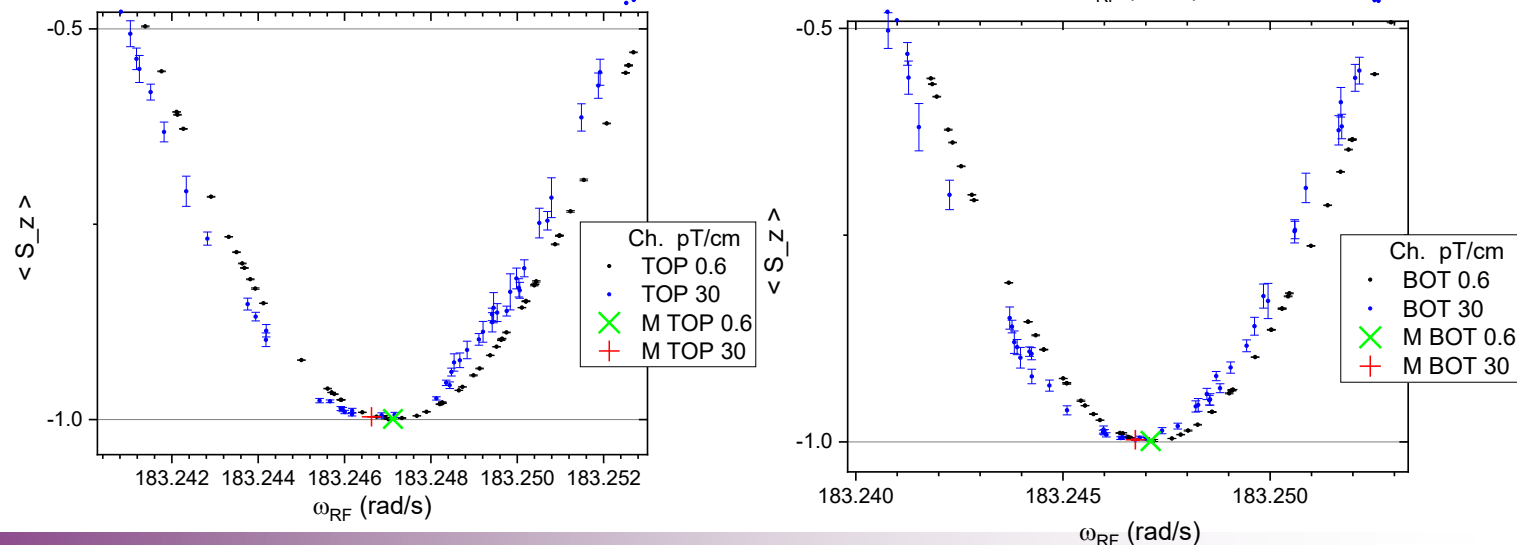 -0.5
-1.0
< S_z >
183.242 183.244 183.246 183.248 183.250 183.252
ωRF (rad/s)
Ch. pT/cm
TOP 0.6
TOP 30
M TOP 0.6
M TOP 30
-0.5
-1.0
< S_z >
183.240 183.245 183.250
ωRF (rad/s)
Ch. pT/cm
BOT 0.6
BOT 30
M BOT 0.6
M BOT 30